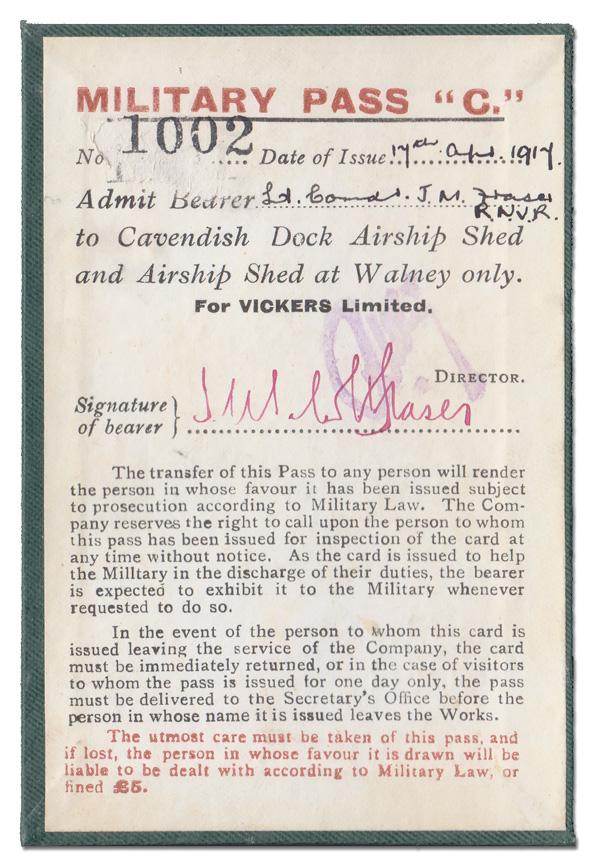 MILITARY PASS "C."
No 1002 ..... Date of Issue 17th Apl. 1917.
Admit Bearer Lt. Comdr. J. M. Fraser
R.N.V.R.
to Cavendish Dock Airship Shed
and Airship Shed at Walney only.
For VICKERS Limited.
DIRECTOR.
Signature
of bearer } Fraser
The transfer of this Pass to any person will render
the person in whose favour it has been issued subject
to prosecution according to Military Law. The Com-
pany reserves the right to call upon the person to whom
this pass has been issued for inspection of the card at
any time without notice. As the card is issued to help
the Military in the discharge of their duties, the bearer
is expected to exhibit it to the Military whenever
requested to do so.
In the event of the person to whom this card is
issued leaving the service of the Company, the card
must be immediately returned, or in the case of visitors
to whom the pass is issued for one day only, the pass
must be delivered to the Secretary's Office before the
person in whose name it is issued leaves the Works.
The utmost care must be taken of this pass, and
if lost, the person in whose favour it is drawn will be
liable to be dealt with according to Military Law, or
fined £5.